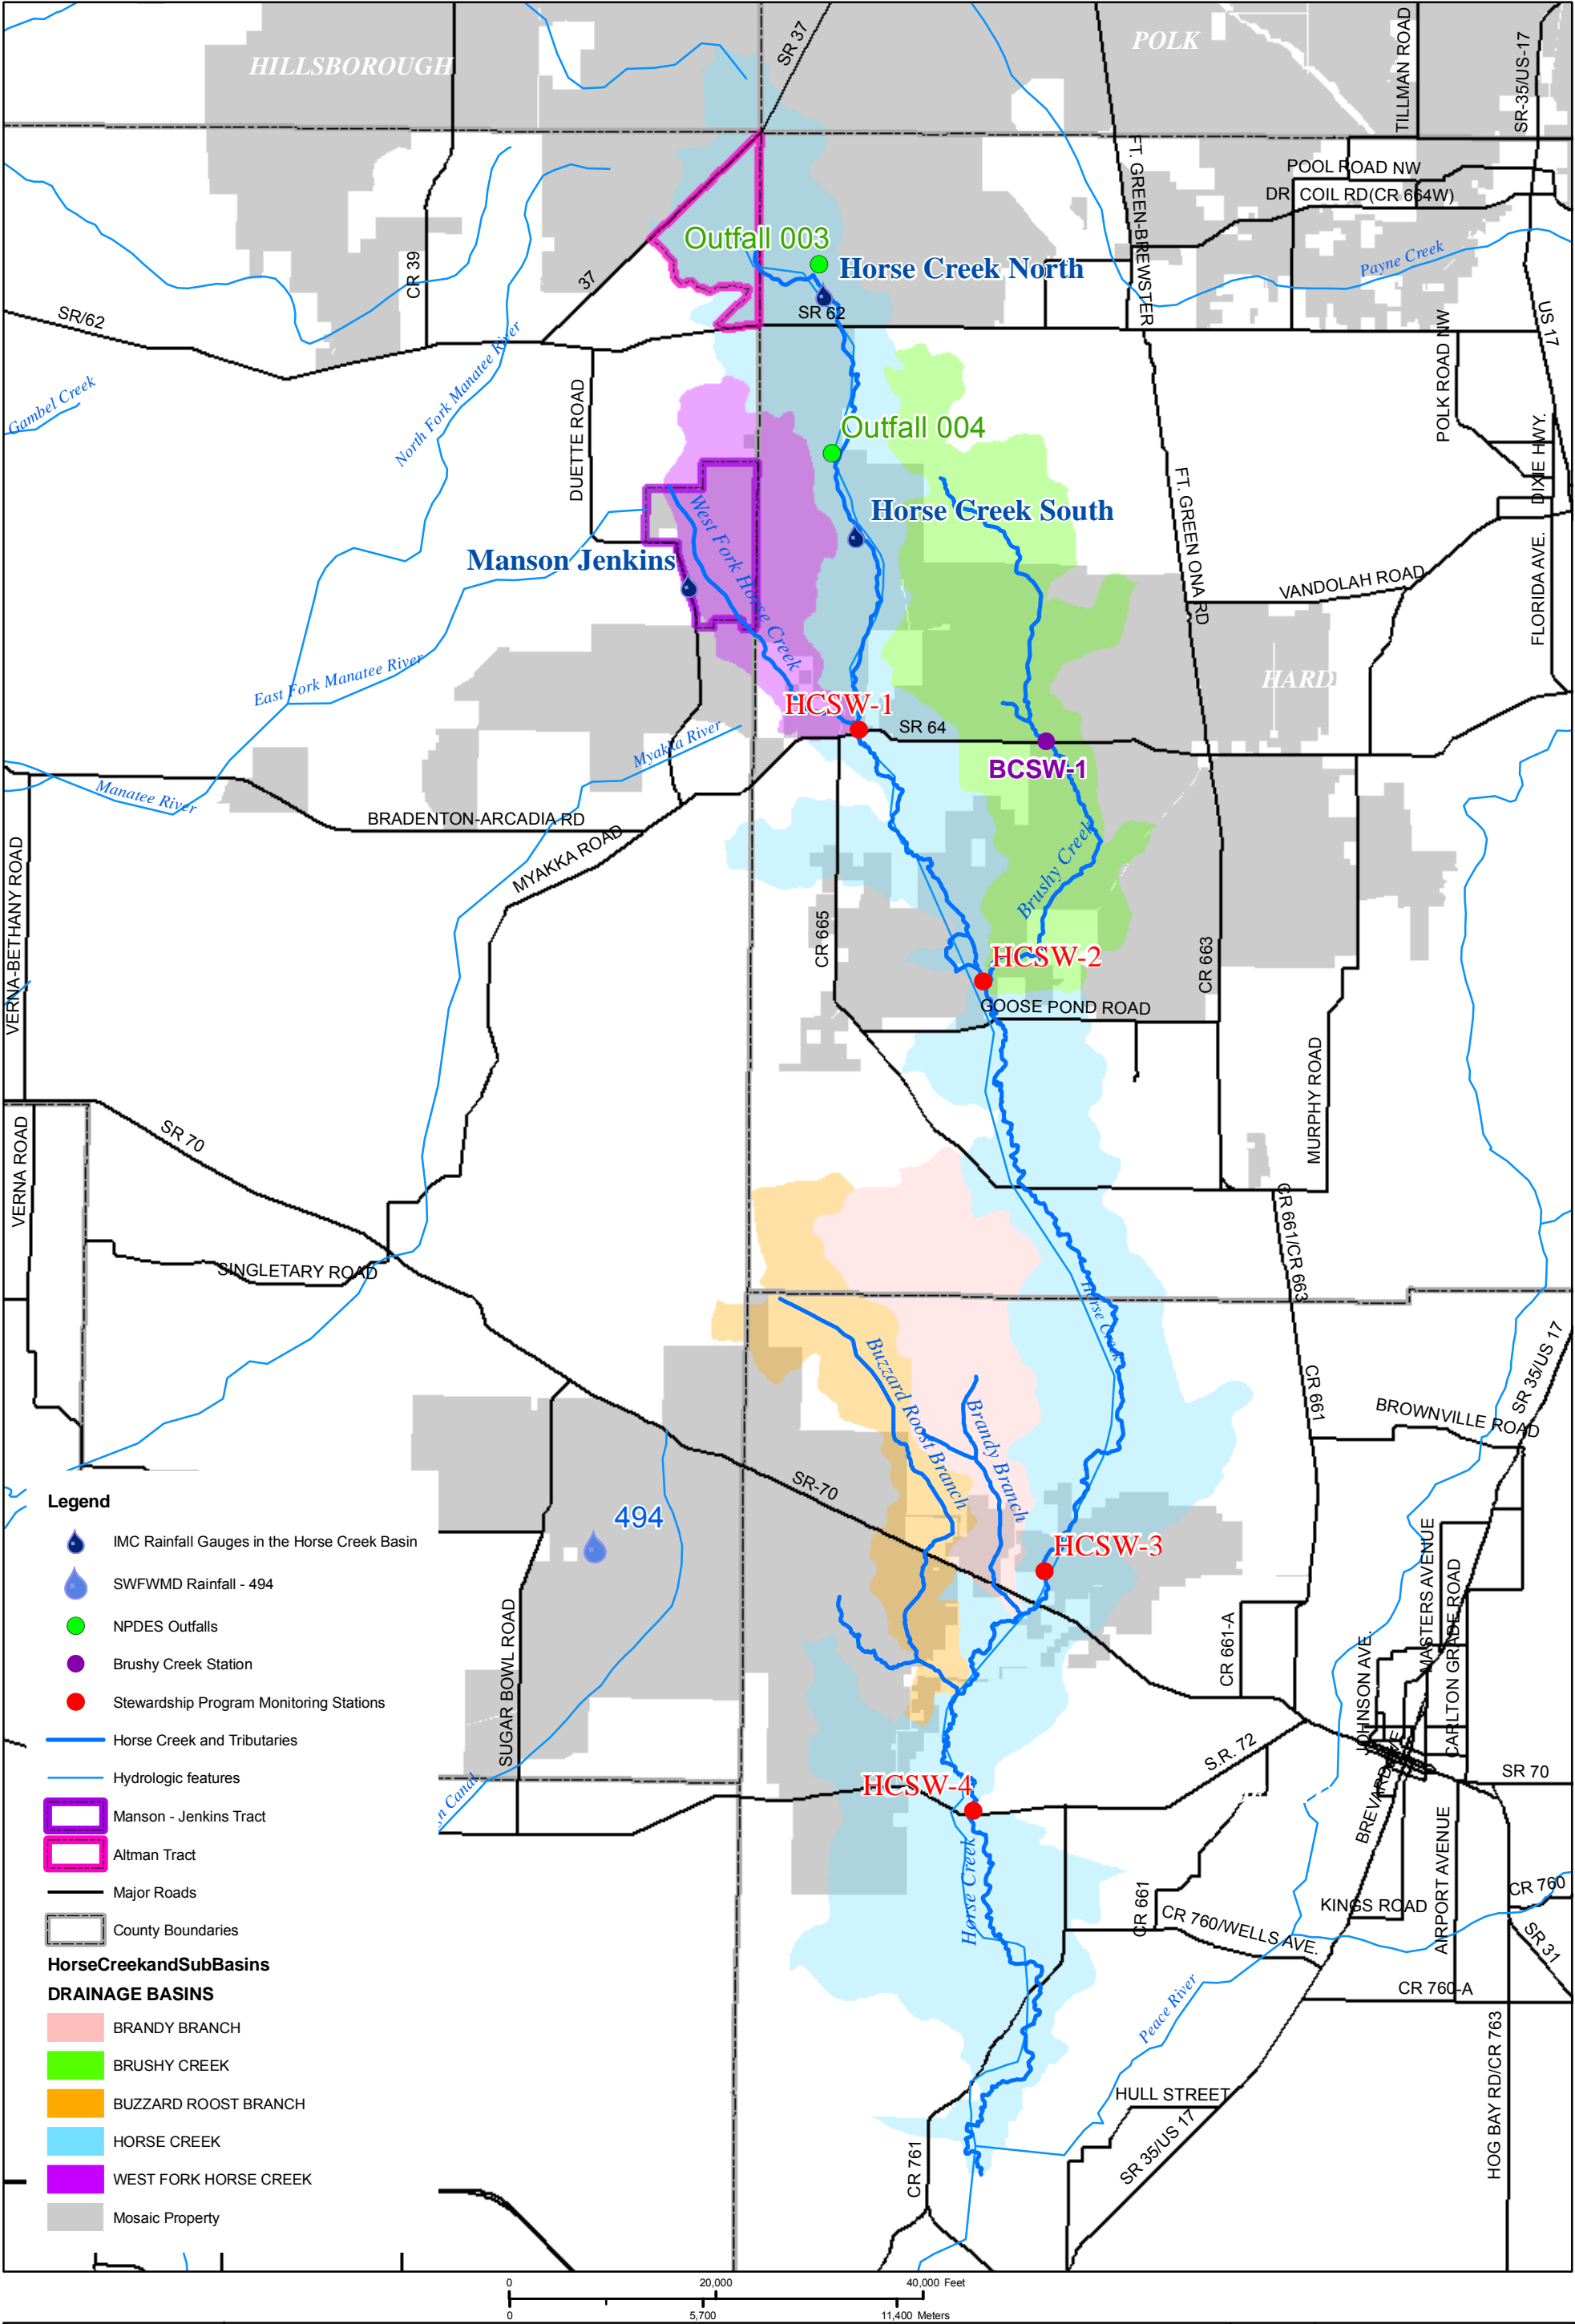 HILLSBOROUGH
POLK
SR 37
TILLMAN ROAD
SR-35/US-17
FT. GREEN-BREWSTER
POOL ROAD NW
DR. COIL RD(CR 664W)
Payne Creek
Outfall 003
Horse Creek North
CR 39
37
SR 62
SR/62
US 17
North Fork Manatee River
Gambel Creek
DUETTE ROAD
POLK ROAD NW
DIXIE HWY.
Outfall 004
Horse Creek South
West Fork Horse Creek
Manson Jenkins
FT. GREEN ONA RD
VANDOLAH ROAD
FLORIDA AVE.
East Fork Manatee River
HARD
HCSW-1
SR 64
Myakka River
BCSW-1
Manatee River
BRADENTON-ARCADIA RD
MYAKKA ROAD
VERNA-BETHANY ROAD
Brushy Creek
CR 665
HCSW-2
CR 663
GOOSE POND ROAD
MURPHY ROAD
SR 70
VERNA ROAD
CR 661/CR 663
SINGLETARY ROAD
Horse Creek
Buzzard Roost Branch
Brandy Branch
CR 661
SR 35/US 17
BROWNVILLE ROAD
SR-70
494
HCSW-3
MASTERS AVENUE
CARLTON GRADE ROAD
JOHNSON AVE.
CR 661-A
SUGAR BOWL ROAD
S.R. 72
SR 70
HCSW-4
BREVARD AVE
n Canal
Horse Creek
CR 661
CR 760/WELLS AVE.
KINGS ROAD
AIRPORT AVENUE
CR 760
SR 31
CR 760-A
Peace River
HULL STREET
SR 35/US 17
CR 761
HOG BAY RD/CR 763
Legend
IMC Rainfall Gauges in the Horse Creek Basin
SWFWMD Rainfall - 494
NPDES Outfalls
Brushy Creek Station
Stewardship Program Monitoring Stations
Horse Creek and Tributaries
Hydrologic features
Manson - Jenkins Tract
Altman Tract
Major Roads
County Boundaries
HorseCreekandSubBasins
DRAINAGE BASINS
BRANDY BRANCH
BRUSHY CREEK
BUZZARD ROOST BRANCH
HORSE CREEK
WEST FORK HORSE CREEK
Mosaic Property
0 20,000 40,000 Feet
0 5,700 11,400 Meters